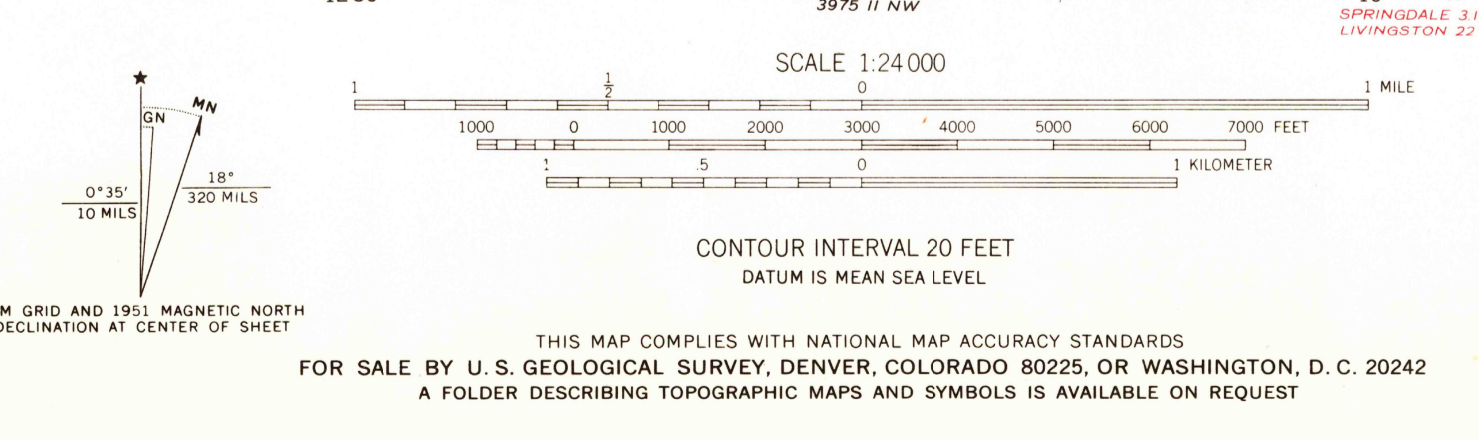 3975 II NW
SPRINGDALE 3.1
LIVINGSTON 22
SCALE 1:24 000
1 1/2 0 1 MILE
1000 0 1000 2000 3000 4000 5000 6000 7000 FEET
1 .5 0 1 KILOMETER
MN
GN
18°
320 MILS
0°35′
10 MILS
CONTOUR INTERVAL 20 FEET
DATUM IS MEAN SEA LEVEL
M GRID AND 1951 MAGNETIC NORTH
DECLINATION AT CENTER OF SHEET
THIS MAP COMPLIES WITH NATIONAL MAP ACCURACY STANDARDS
FOR SALE BY U. S. GEOLOGICAL SURVEY, DENVER, COLORADO 80225, OR WASHINGTON, D. C. 20242
A FOLDER DESCRIBING TOPOGRAPHIC MAPS AND SYMBOLS IS AVAILABLE ON REQUEST